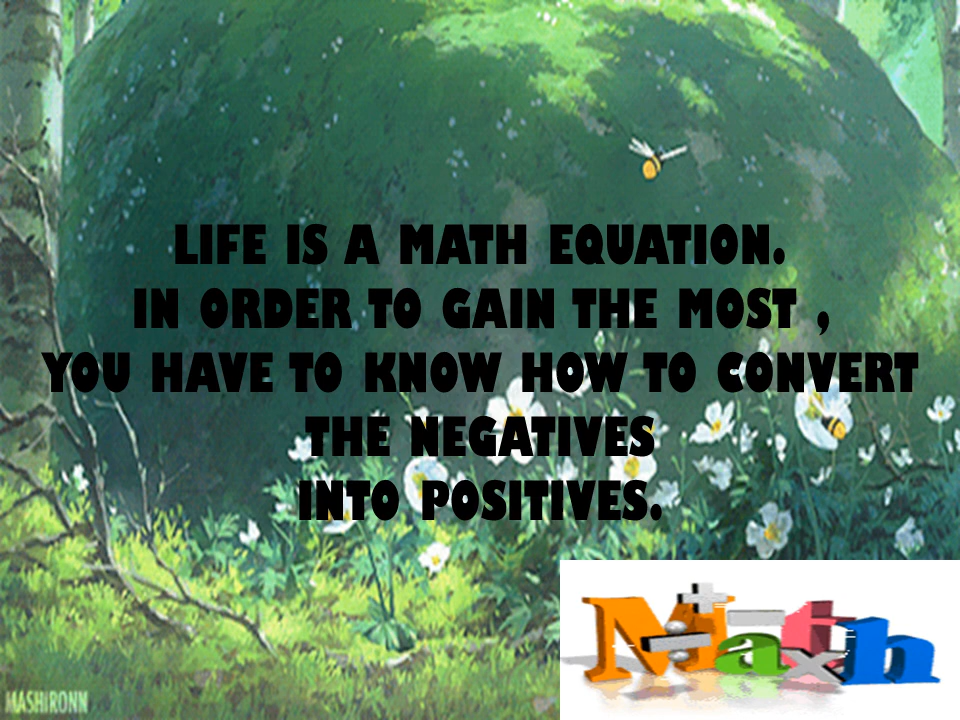 LIFE IS A MATH EQUATION.
IN ORDER TO GAIN THE MOST ,
YOU HAVE TO KNOW HOW TO CONVERT
THE NEGATIVES
INTO POSITIVES.
Math
MASHIRONN